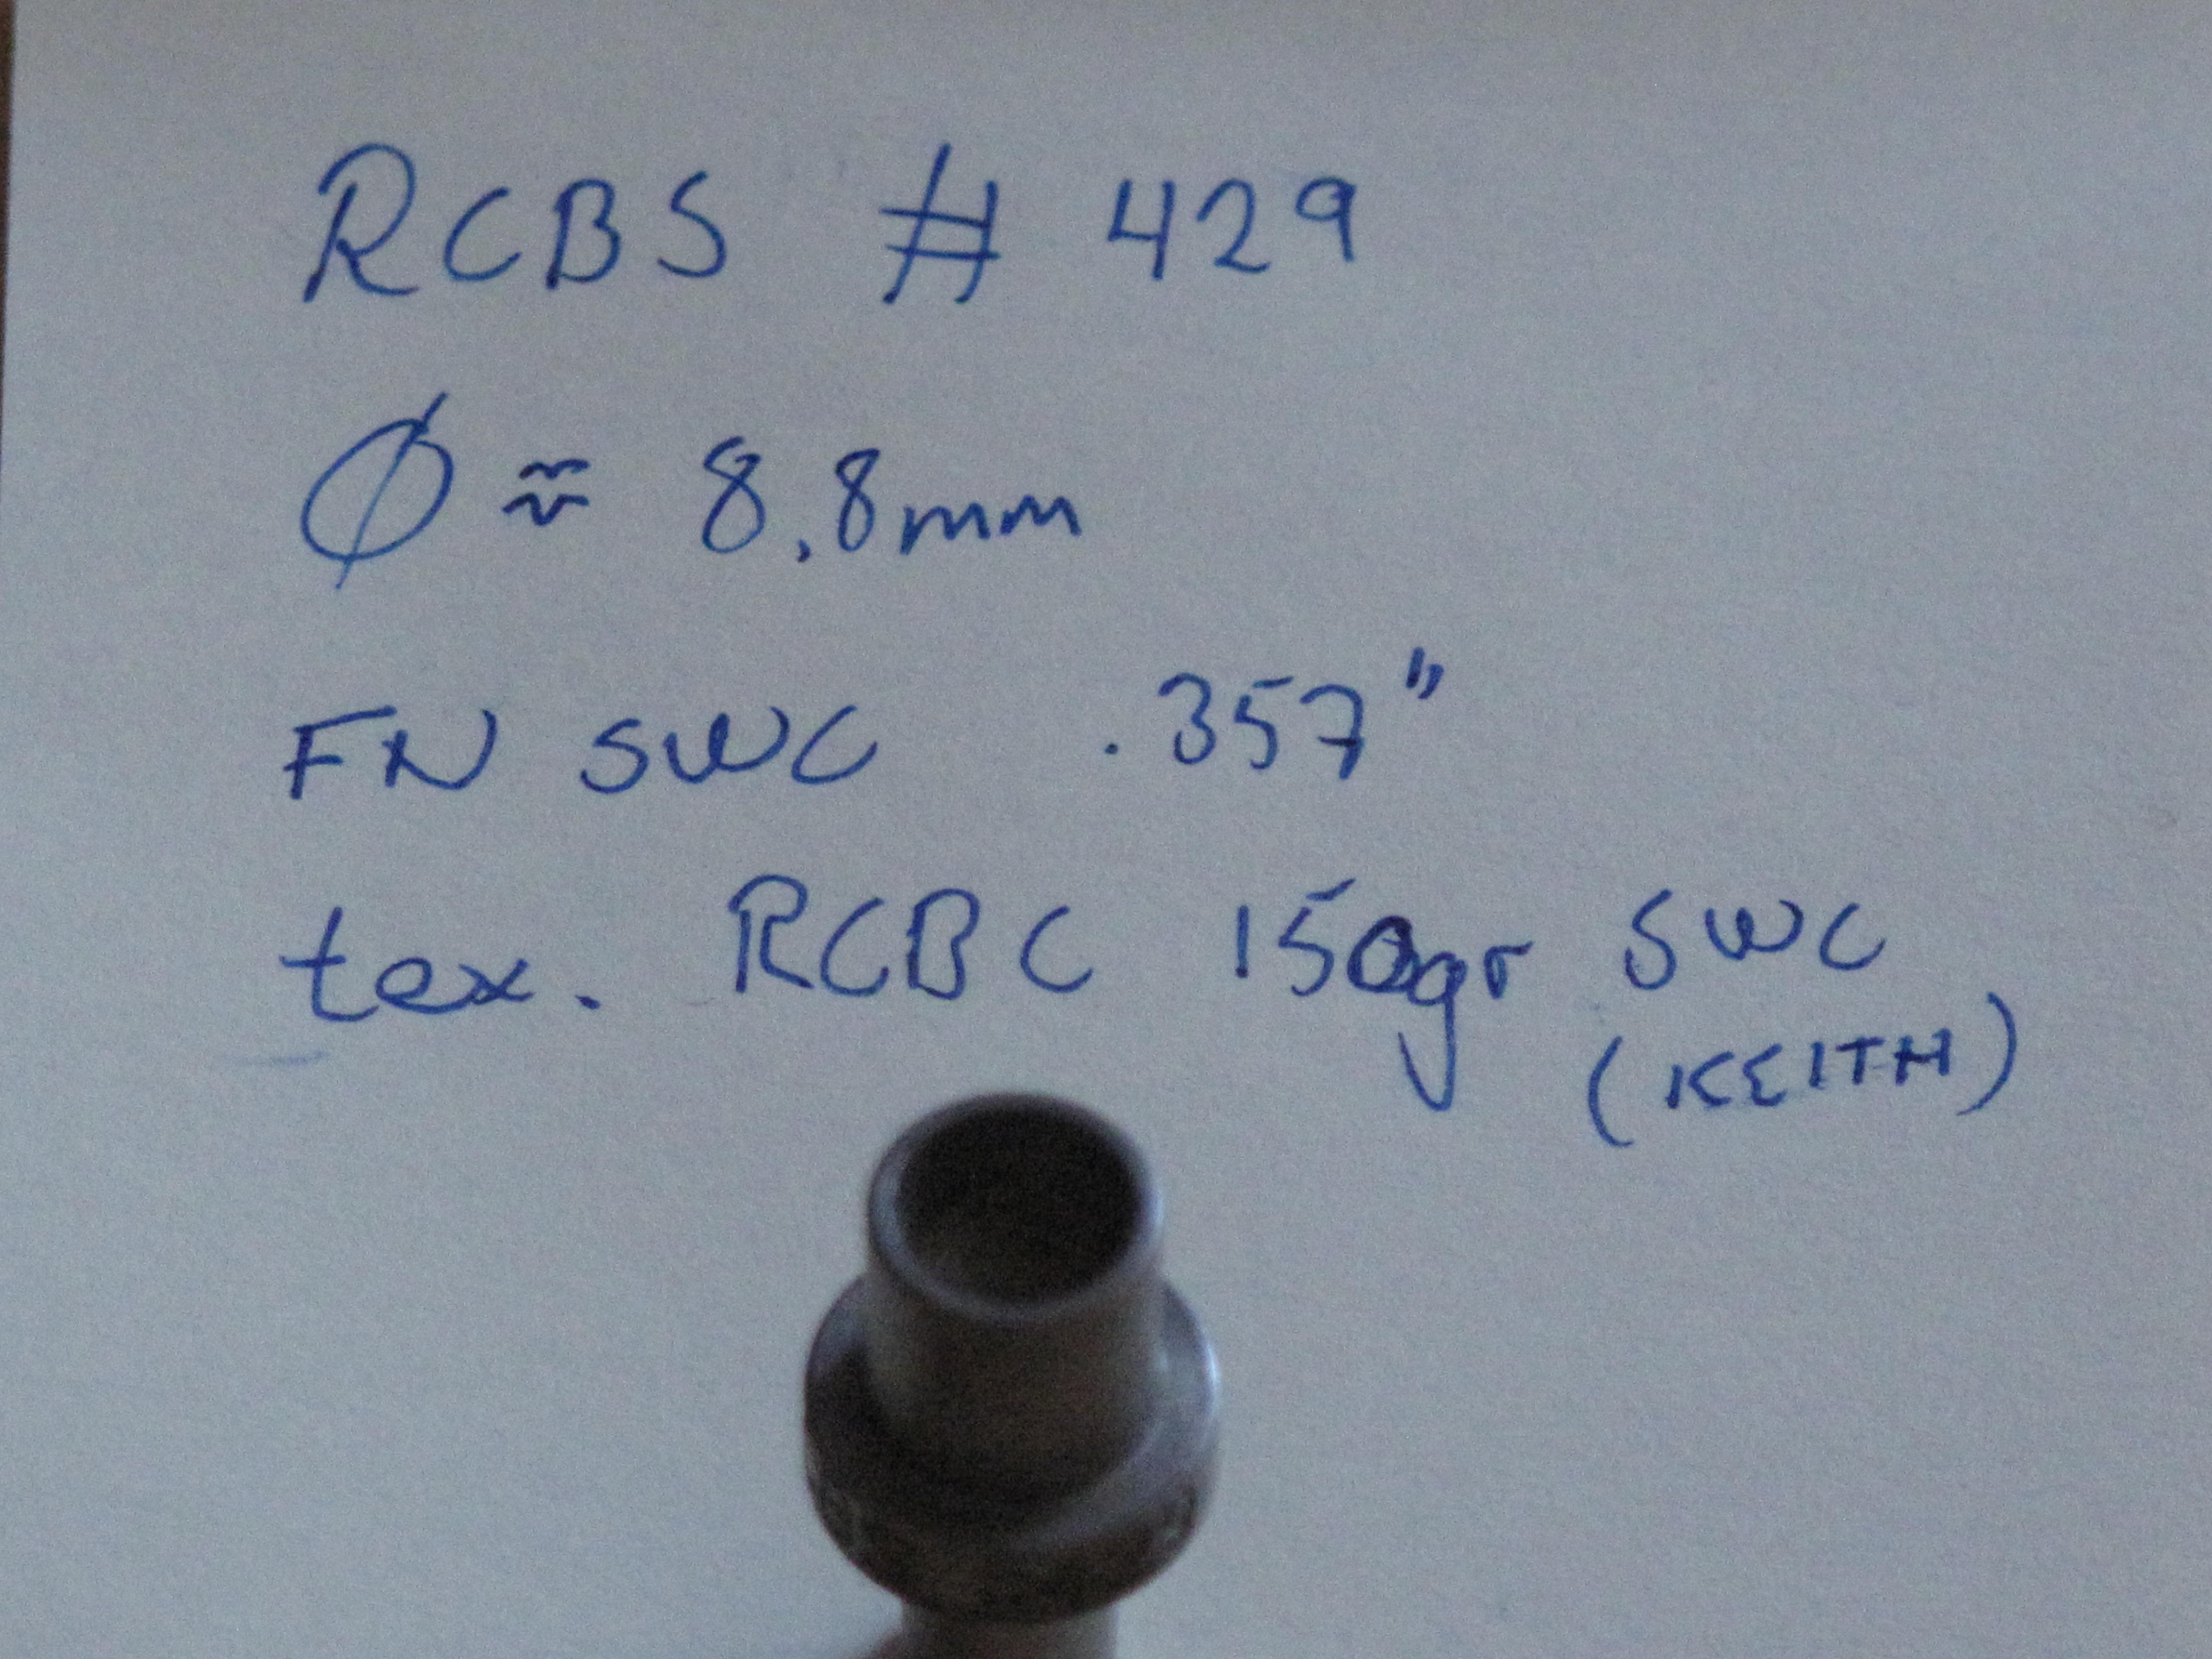 RCBS # 429
Ø ≈ 8.8mm
FN SWC .357"
tex. RCBC 150gr SWC
(KEITH)